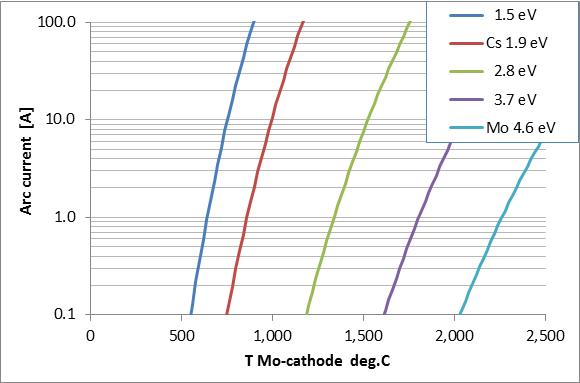 1.5 eV
Cs 1.9 eV
2.8 eV
3.7 eV
Mo 4.6 eV
100.0
10.0
1.0
0.1
Arc current [A]
0 500 1,000 1,500 2,000 2,500
T Mo-cathode deg.C